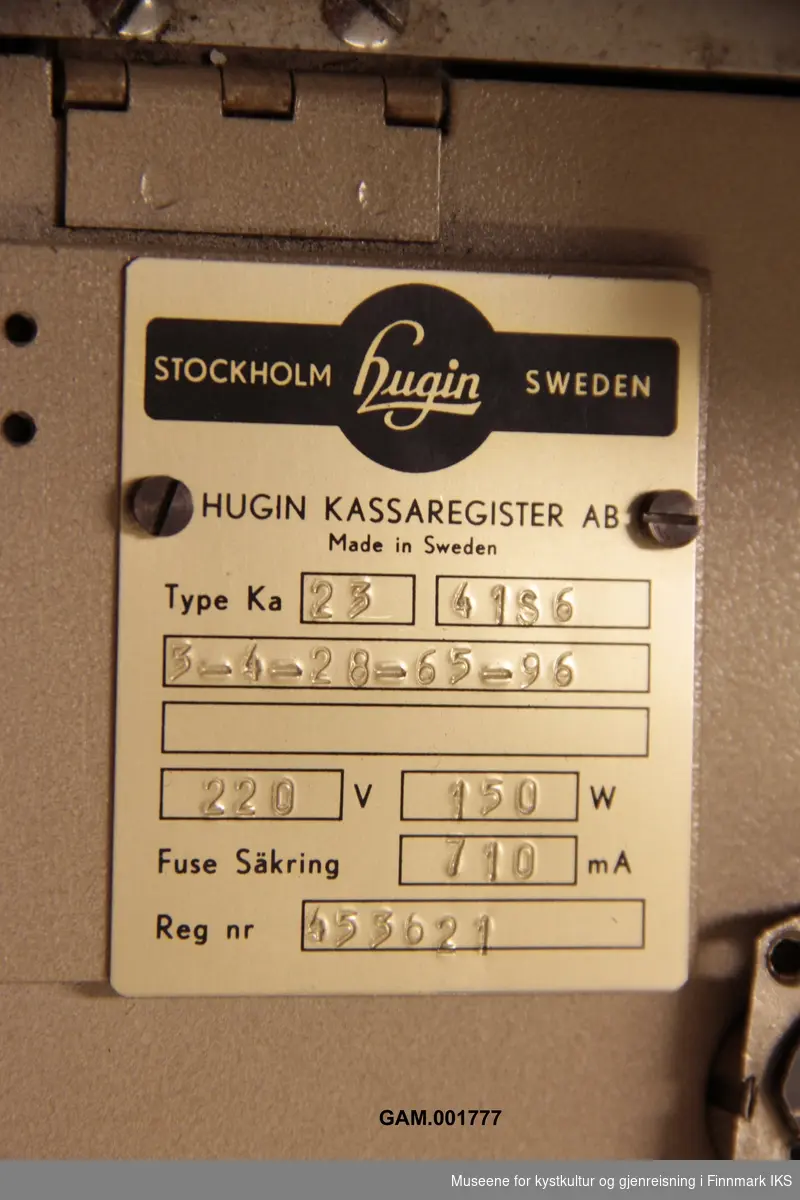 STOCKHOLM hugin SWEDEN
HUGIN KASSAREGISTER AB
Made in Sweden
Type Ka 23 41S6
3-4-28-65-96
220 V 150 W
Fuse Säkring 710 mA
Reg nr 453621
GAM.001777
Museene for kystkultur og gjenreisning i Finnmark IKS